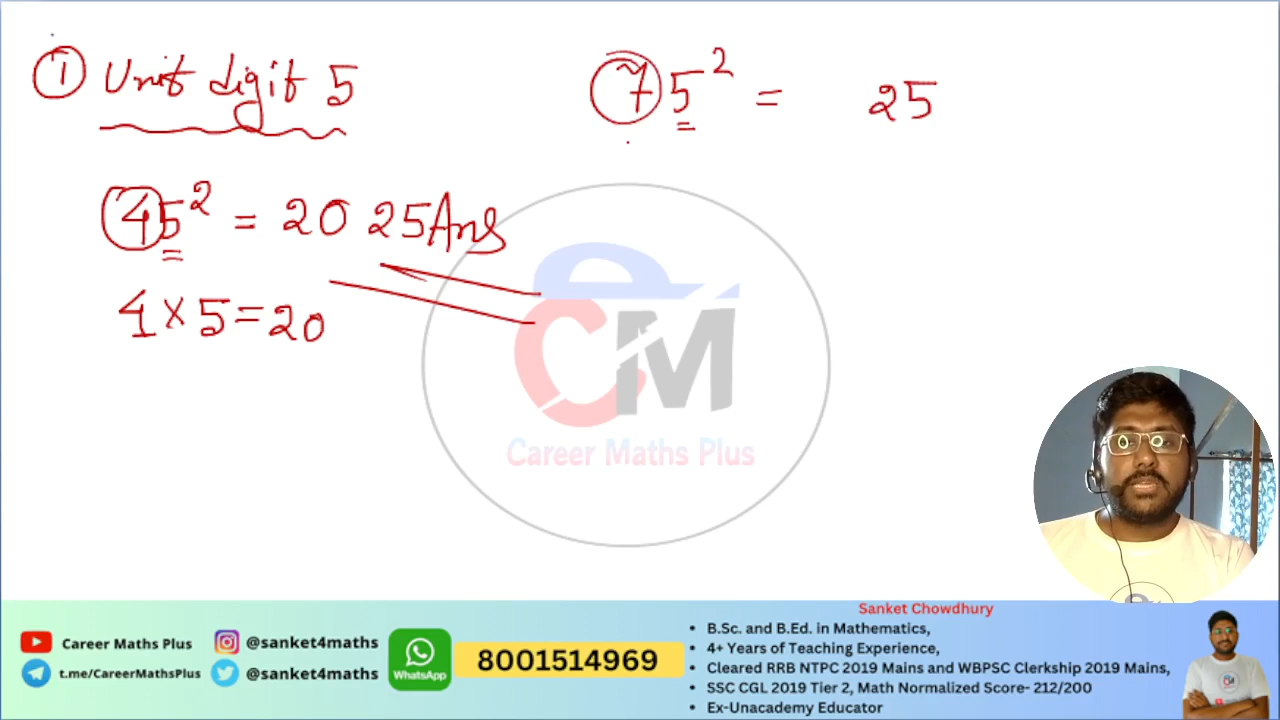 ① Unit digit 5
45² = 20 25 Ans
4 × 5 = 20
75² = 25
CM
Career Maths Plus
Career Maths Plus
@sanket4maths
t.me/CareerMathsPlus
@sanket4maths
WhatsApp
8001514969
Sanket Chowdhury
• B.Sc. and B.Ed. in Mathematics,
• 4+ Years of Teaching Experience,
• Cleared RRB NTPC 2019 Mains and WBPSC Clerkship 2019 Mains,
• SSC CGL 2019 Tier 2, Math Normalized Score- 212/200
• Ex-Unacademy Educator